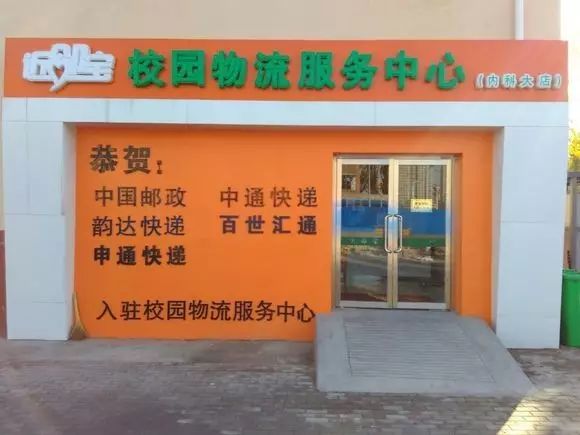 近邻宝 校园物流服务中心（内科大店）
恭贺：
中国邮政 中通快递
韵达快递 百世汇通
申通快递
入驻校园物流服务中心